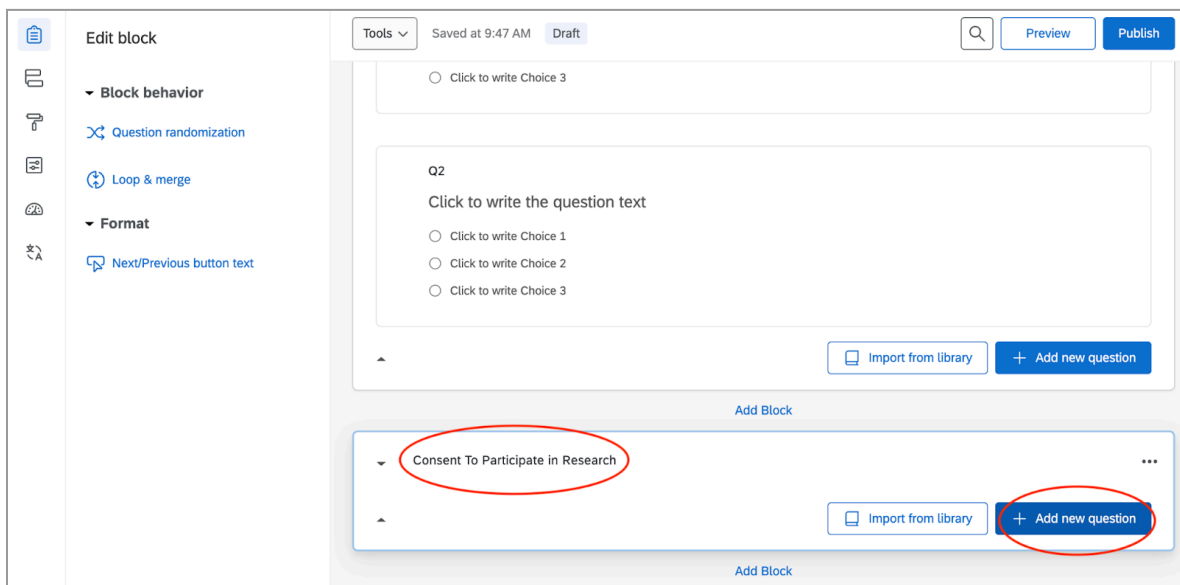 Edit block
Block behavior
Question randomization
Loop & merge
Format
Next/Previous button text
Tools Saved at 9:47 AM Draft Preview Publish
Click to write Choice 3
Q2
Click to write the question text
Click to write Choice 1
Click to write Choice 2
Click to write Choice 3
Import from library + Add new question
Add Block
Consent To Participate in Research
Import from library + Add new question
Add Block